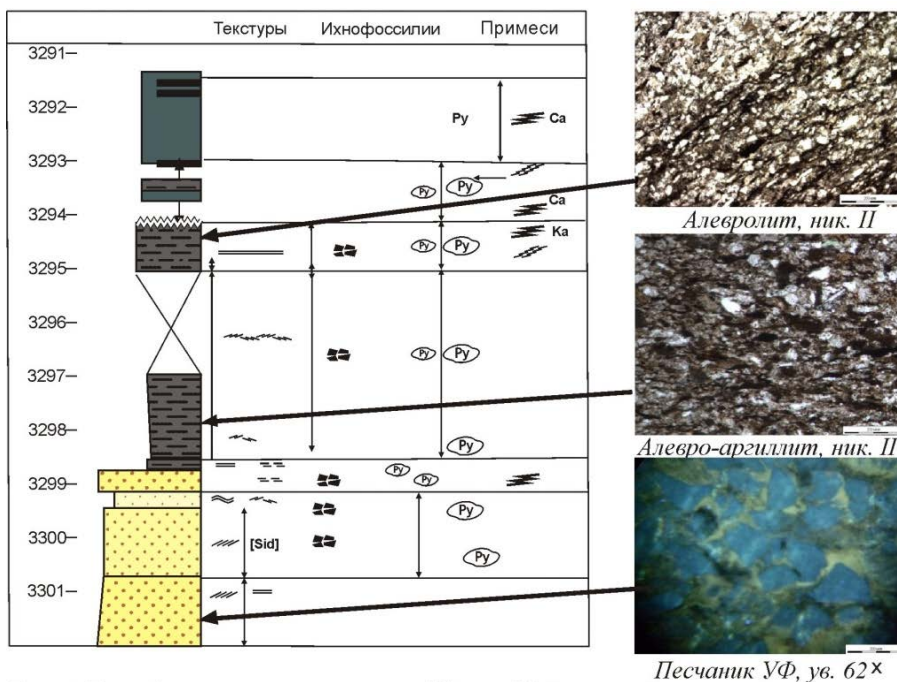 Текстуры Ихнофоссилии Примеси
3291
3292
Py Ca
3293
Py Py
Ca
3294
Ka
Py Py
3295
3296
Py Py
3297
3298
Py
Py
3299
Py
Py
3300
[Sid]
Py
3301
Алевролит, ник. II
Алевро-аргиллит, ник. II
Песчаник УФ, ув. 62x